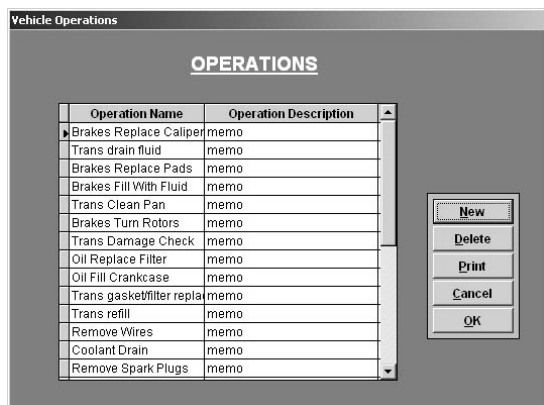 Vehicle Operations
OPERATIONS
Operation Name Operation Description
Brakes Replace Caliper memo
Trans drain fluid memo
Brakes Replace Pads memo
Brakes Fill With Fluid memo
Trans Clean Pan memo
Brakes Turn Rotors memo
Trans Damage Check memo
Oil Replace Filter memo
Oil Fill Crankcase memo
Trans gasket/filter repla memo
Trans refill memo
Remove Wires memo
Coolant Drain memo
Remove Spark Plugs memo
New
Delete
Print
Cancel
OK